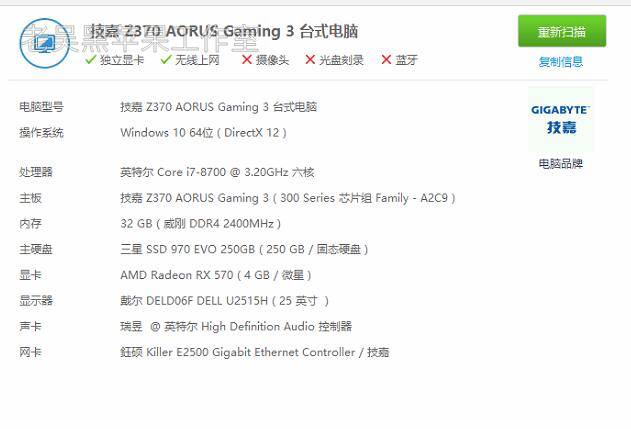 老吴黑苹果工作室
技嘉 Z370 AORUS Gaming 3 台式电脑
重新扫描
✓ 独立显卡 ✓ 无线上网 ✕ 摄像头 ✕ 光盘刻录 ✕ 蓝牙
复制信息
电脑型号 技嘉 Z370 AORUS Gaming 3 台式电脑
操作系统 Windows 10 64位 ( DirectX 12 )
GIGABYTE™
技嘉
电脑品牌
处理器 英特尔 Core i7-8700 @ 3.20GHz 六核
主板 技嘉 Z370 AORUS Gaming 3 ( 300 Series 芯片组 Family - A2C9 )
内存 32 GB ( 威刚 DDR4 2400MHz )
主硬盘 三星 SSD 970 EVO 250GB ( 250 GB / 固态硬盘 )
显卡 AMD Radeon RX 570 ( 4 GB / 微星 )
显示器 戴尔 DELD06F DELL U2515H ( 25 英寸 )
声卡 瑞昱 @ 英特尔 High Definition Audio 控制器
网卡 鈺硕 Killer E2500 Gigabit Ethernet Controller / 技嘉